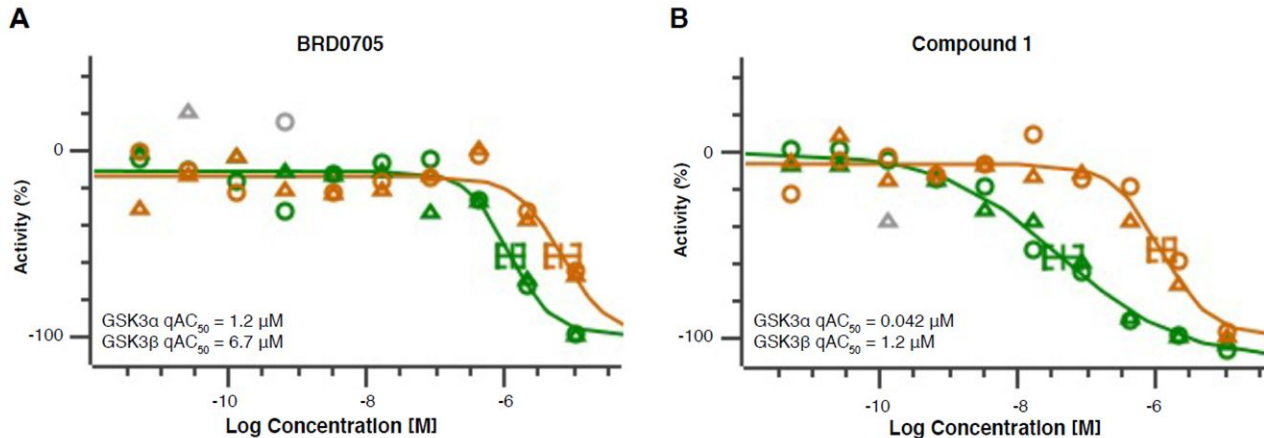 A
BRD0705
0
-100
Activity (%)
GSK3α qAC50 = 1.2 µM
GSK3β qAC50 = 6.7 µM
-10
-8
-6
Log Concentration [M]
B
Compound 1
0
-100
Activity (%)
GSK3α qAC50 = 0.042 µM
GSK3β qAC50 = 1.2 µM
-10
-8
-6
Log Concentration [M]